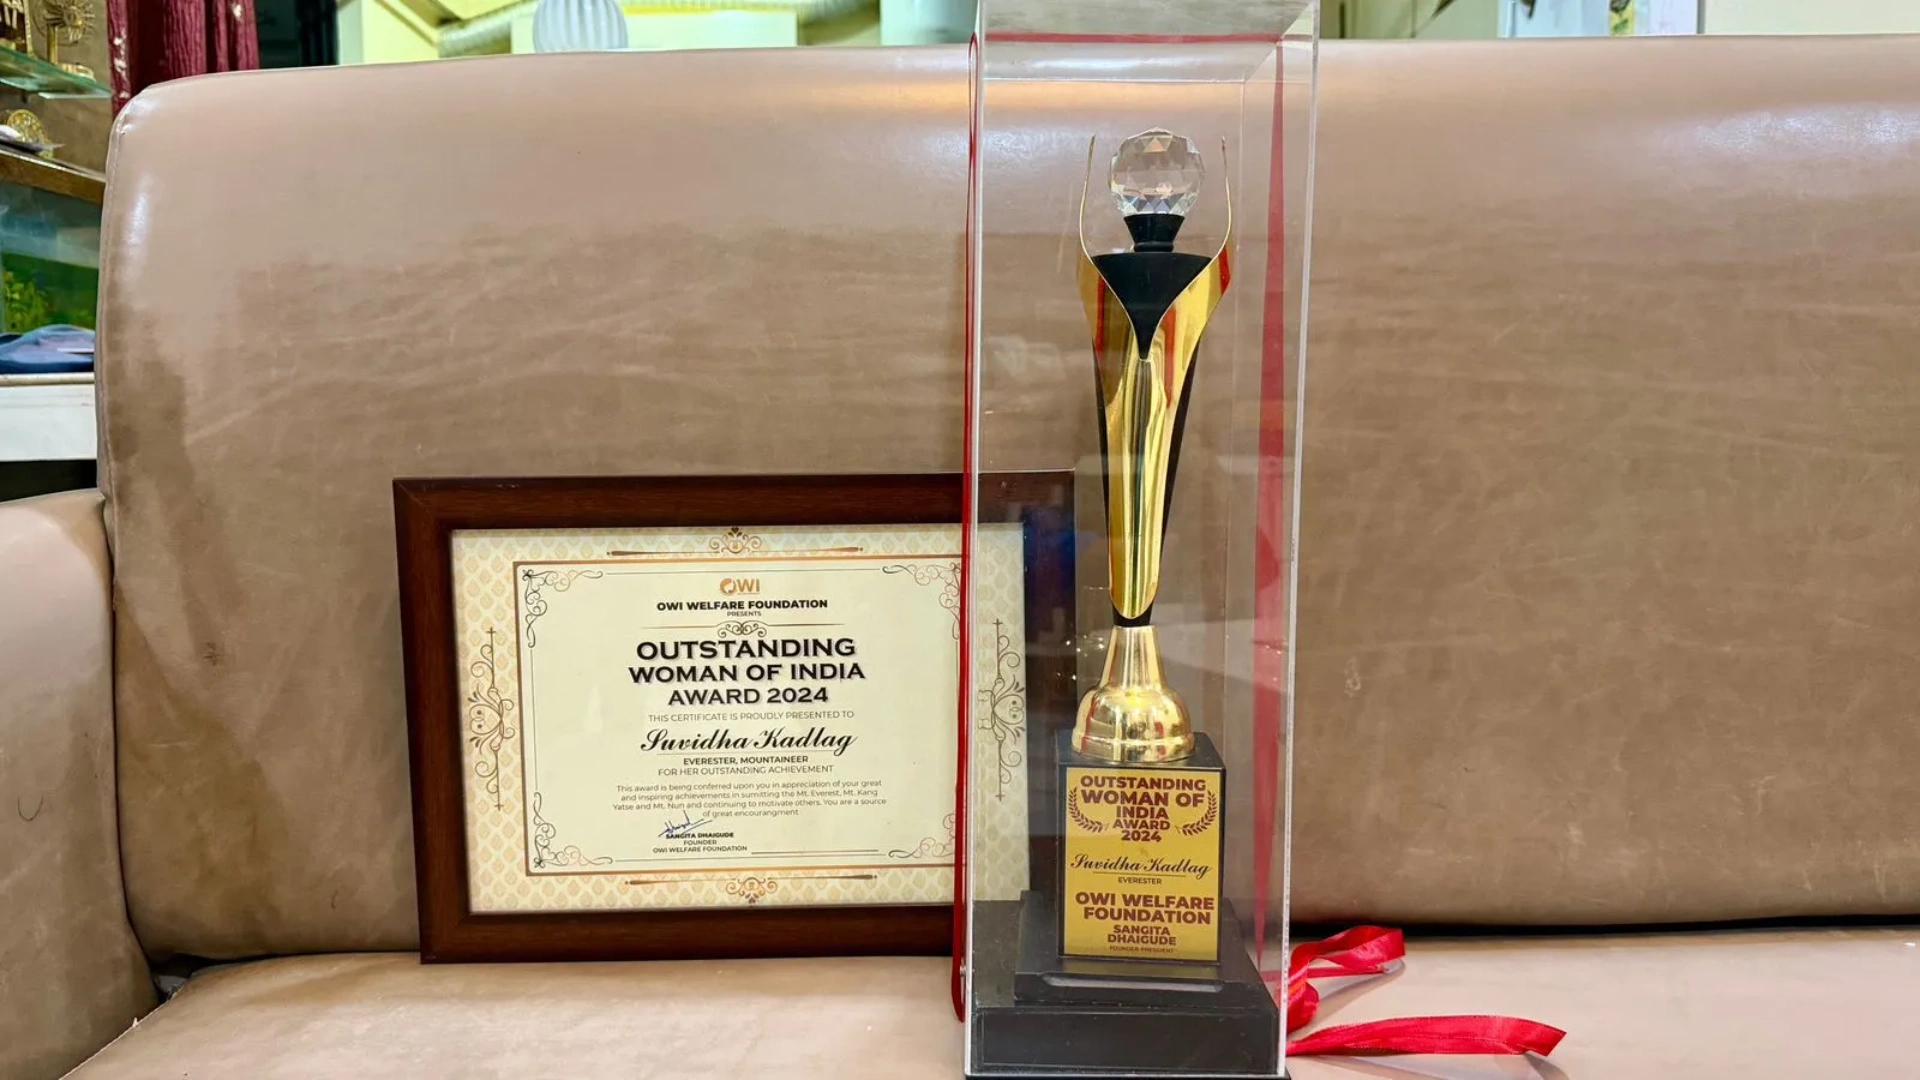 OWI
OWI WELFARE FOUNDATION
PRESENTS
OUTSTANDING
WOMAN OF INDIA
AWARD 2024
THIS CERTIFICATE IS PROUDLY PRESENTED TO
Suvidha Kadlag
EVERESTER, MOUNTAINEER
FOR HER OUTSTANDING ACHIEVEMENT
This award is being conferred upon you in appreciation of your great
and inspiring achievements in sumitting the Mt. Everest, Mt. Kang
Yatse and Mt. Nun and continuing to motivate others. You are a source
of great encourangment
SANGITA DHAIGUDE
FOUNDER
OWI WELFARE FOUNDATION
OUTSTANDING
WOMAN OF
INDIA
AWARD
2024
Suvidha Kadlag
EVERESTER
OWI WELFARE
FOUNDATION
SANGITA
DHAIGUDE
FOUNDER PRESIDENT